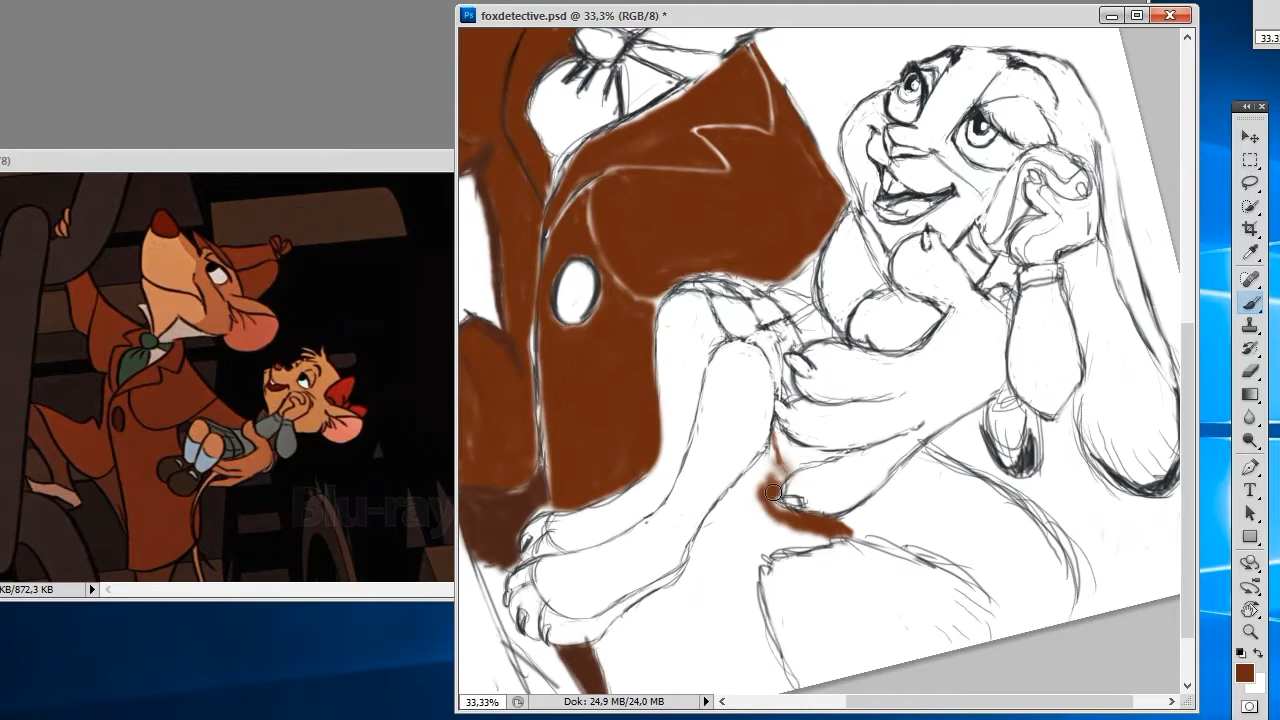 Ps foxdetective.psd @ 33,3% (RGB/8) *
33.3
/8)
Blu-ray
KB/872,3 KB
33,33%
Dok: 24,9 MB/24,0 MB
T